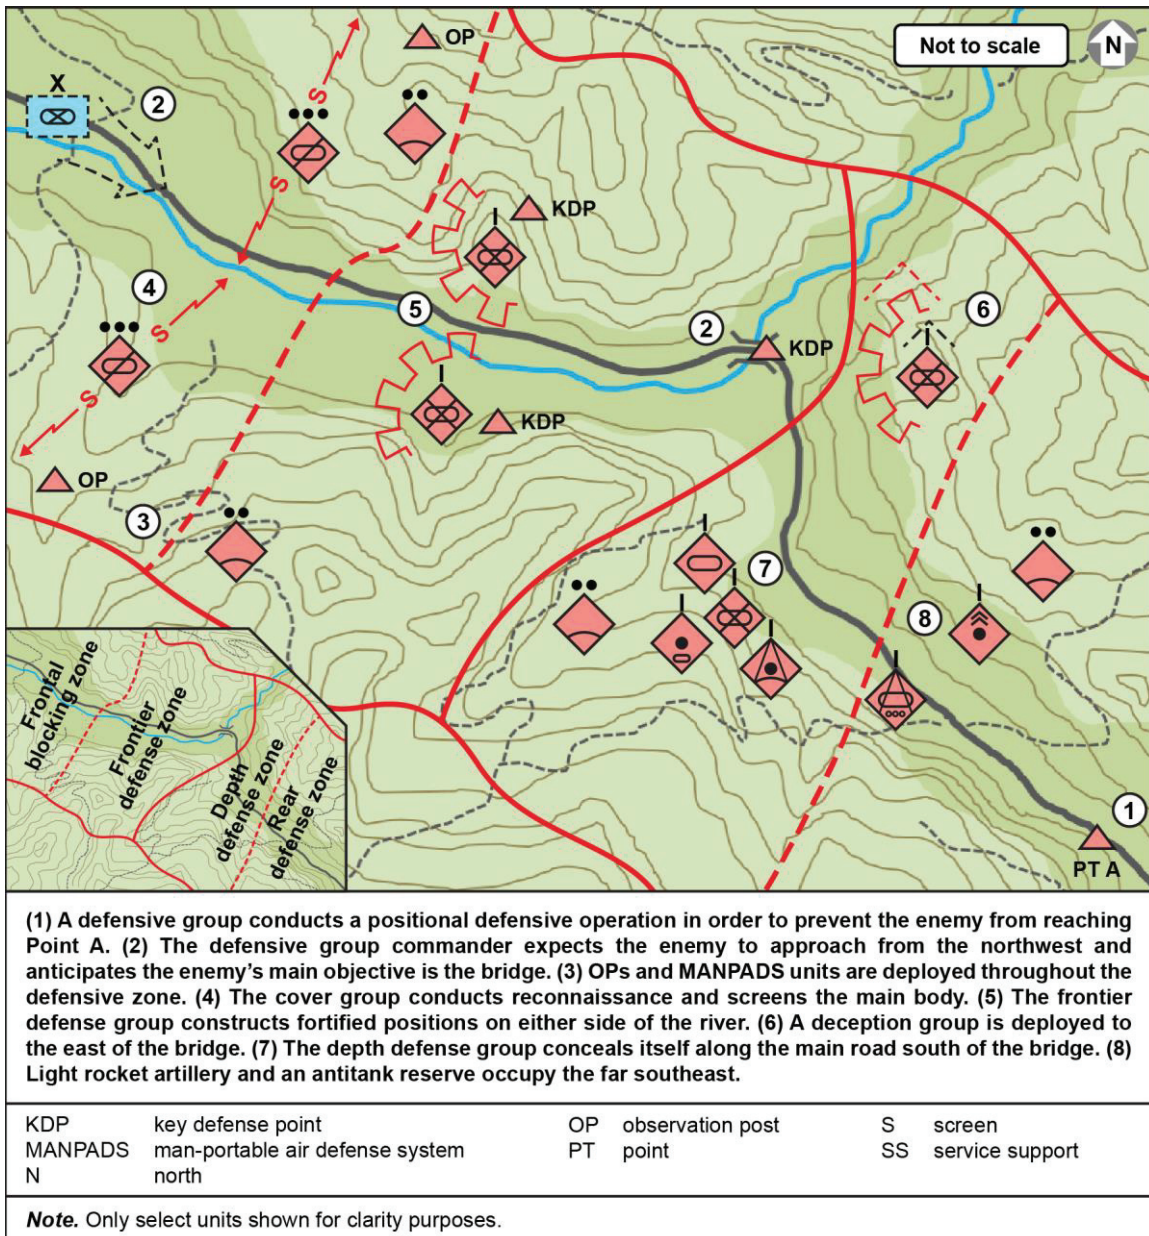 OP
Not to scale
N
X
2
S
S
KDP
4
5
2
6
S
KDP
S
KDP
OP
3
7
8
Frontal
blocking zone
Frontier
defense zone
Depth
defense zone
Rear
defense zone
1
PT A
(1) A defensive group conducts a positional defensive operation in order to prevent the enemy from reaching
Point A. (2) The defensive group commander expects the enemy to approach from the northwest and
anticipates the enemy's main objective is the bridge. (3) OPs and MANPADS units are deployed throughout the
defensive zone. (4) The cover group conducts reconnaissance and screens the main body. (5) The frontier
defense group constructs fortified positions on either side of the river. (6) A deception group is deployed to
the east of the bridge. (7) The depth defense group conceals itself along the main road south of the bridge. (8)
Light rocket artillery and an antitank reserve occupy the far southeast.
KDP key defense point OP observation post S screen
MANPADS man-portable air defense system PT point SS service support
N north
Note. Only select units shown for clarity purposes.